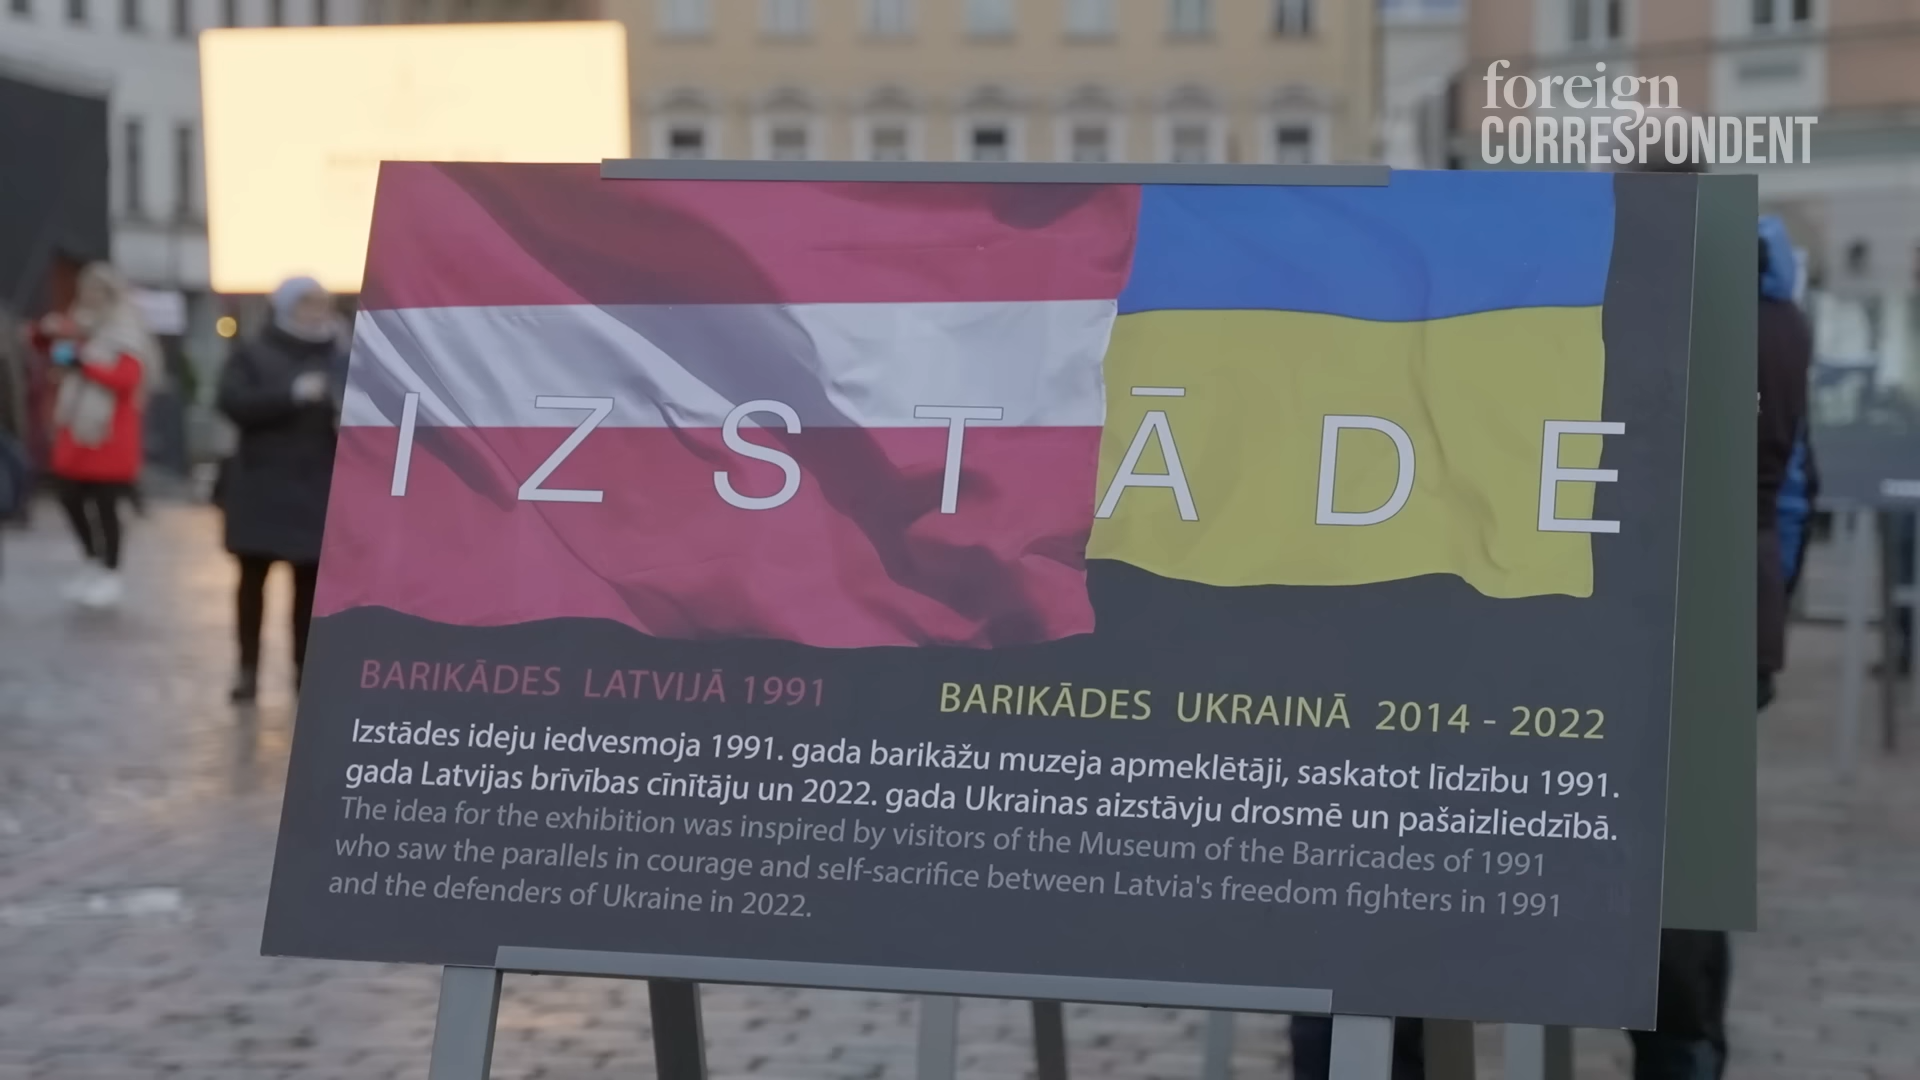 foreign
CORRESPONDENT
IZSTĀDE
BARIKĀDES LATVIJĀ 1991
BARIKĀDES UKRAINĀ 2014 - 2022
Izstādes ideju iedvesmoja 1991. gada barikāžu muzeja apmeklētāji, saskatot līdzību 1991.
gada Latvijas brīvības cīnītāju un 2022. gada Ukrainas aizstāvju drosmē un pašaizliedzībā.
The idea for the exhibition was inspired by visitors of the Museum of the Barricades of 1991
who saw the parallels in courage and self-sacrifice between Latvia's freedom fighters in 1991
and the defenders of Ukraine in 2022.